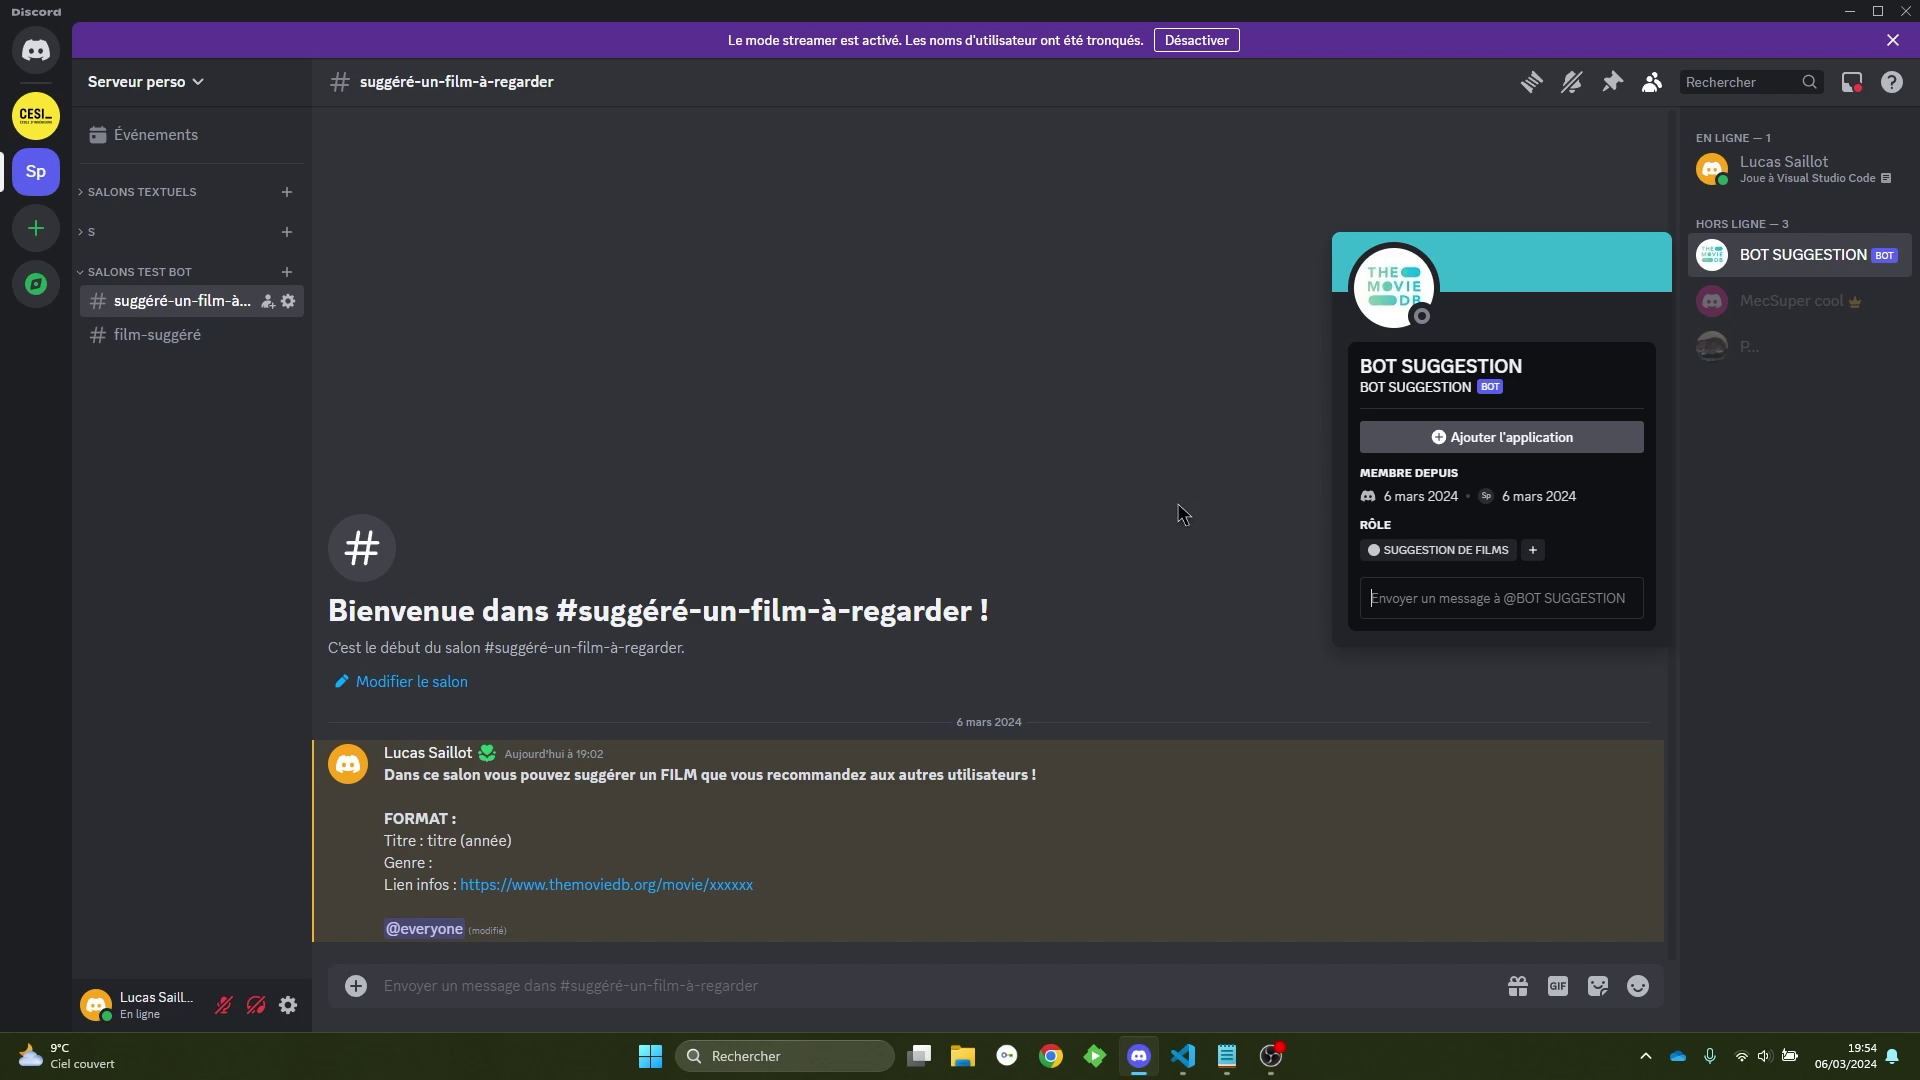 Discord
Le mode streamer est activé. Les noms d'utilisateur ont été tronqués.
Désactiver
Serveur perso
suggéré-un-film-à-regarder
Rechercher
CESI_
Sp
Événements
SALONS TEXTUELS
S
SALONS TEST BOT
suggéré-un-film-à...
film-suggéré
EN LIGNE — 1
Lucas Saillot
Joue à Visual Studio Code
HORS LIGNE — 3
BOT SUGGESTION BOT
MecSuper cool
P...
THE
MOVIE
DB
BOT SUGGESTION
BOT SUGGESTION BOT
Ajouter l'application
MEMBRE DEPUIS
6 mars 2024 • Sp 6 mars 2024
RÔLE
SUGGESTION DE FILMS +
Envoyer un message à @BOT SUGGESTION
Bienvenue dans #suggéré-un-film-à-regarder !
C'est le début du salon #suggéré-un-film-à-regarder.
Modifier le salon
6 mars 2024
Lucas Saillot Aujourd'hui à 19:02
Dans ce salon vous pouvez suggérer un FILM que vous recommandez aux autres utilisateurs !
FORMAT :
Titre : titre (année)
Genre :
Lien infos : https://www.themoviedb.org/movie/xxxxxx
@everyone (modifié)
Envoyer un message dans #suggéré-un-film-à-regarder
GIF
Lucas Saill...
En ligne
9°C
Ciel couvert
Rechercher
19:54
06/03/2024